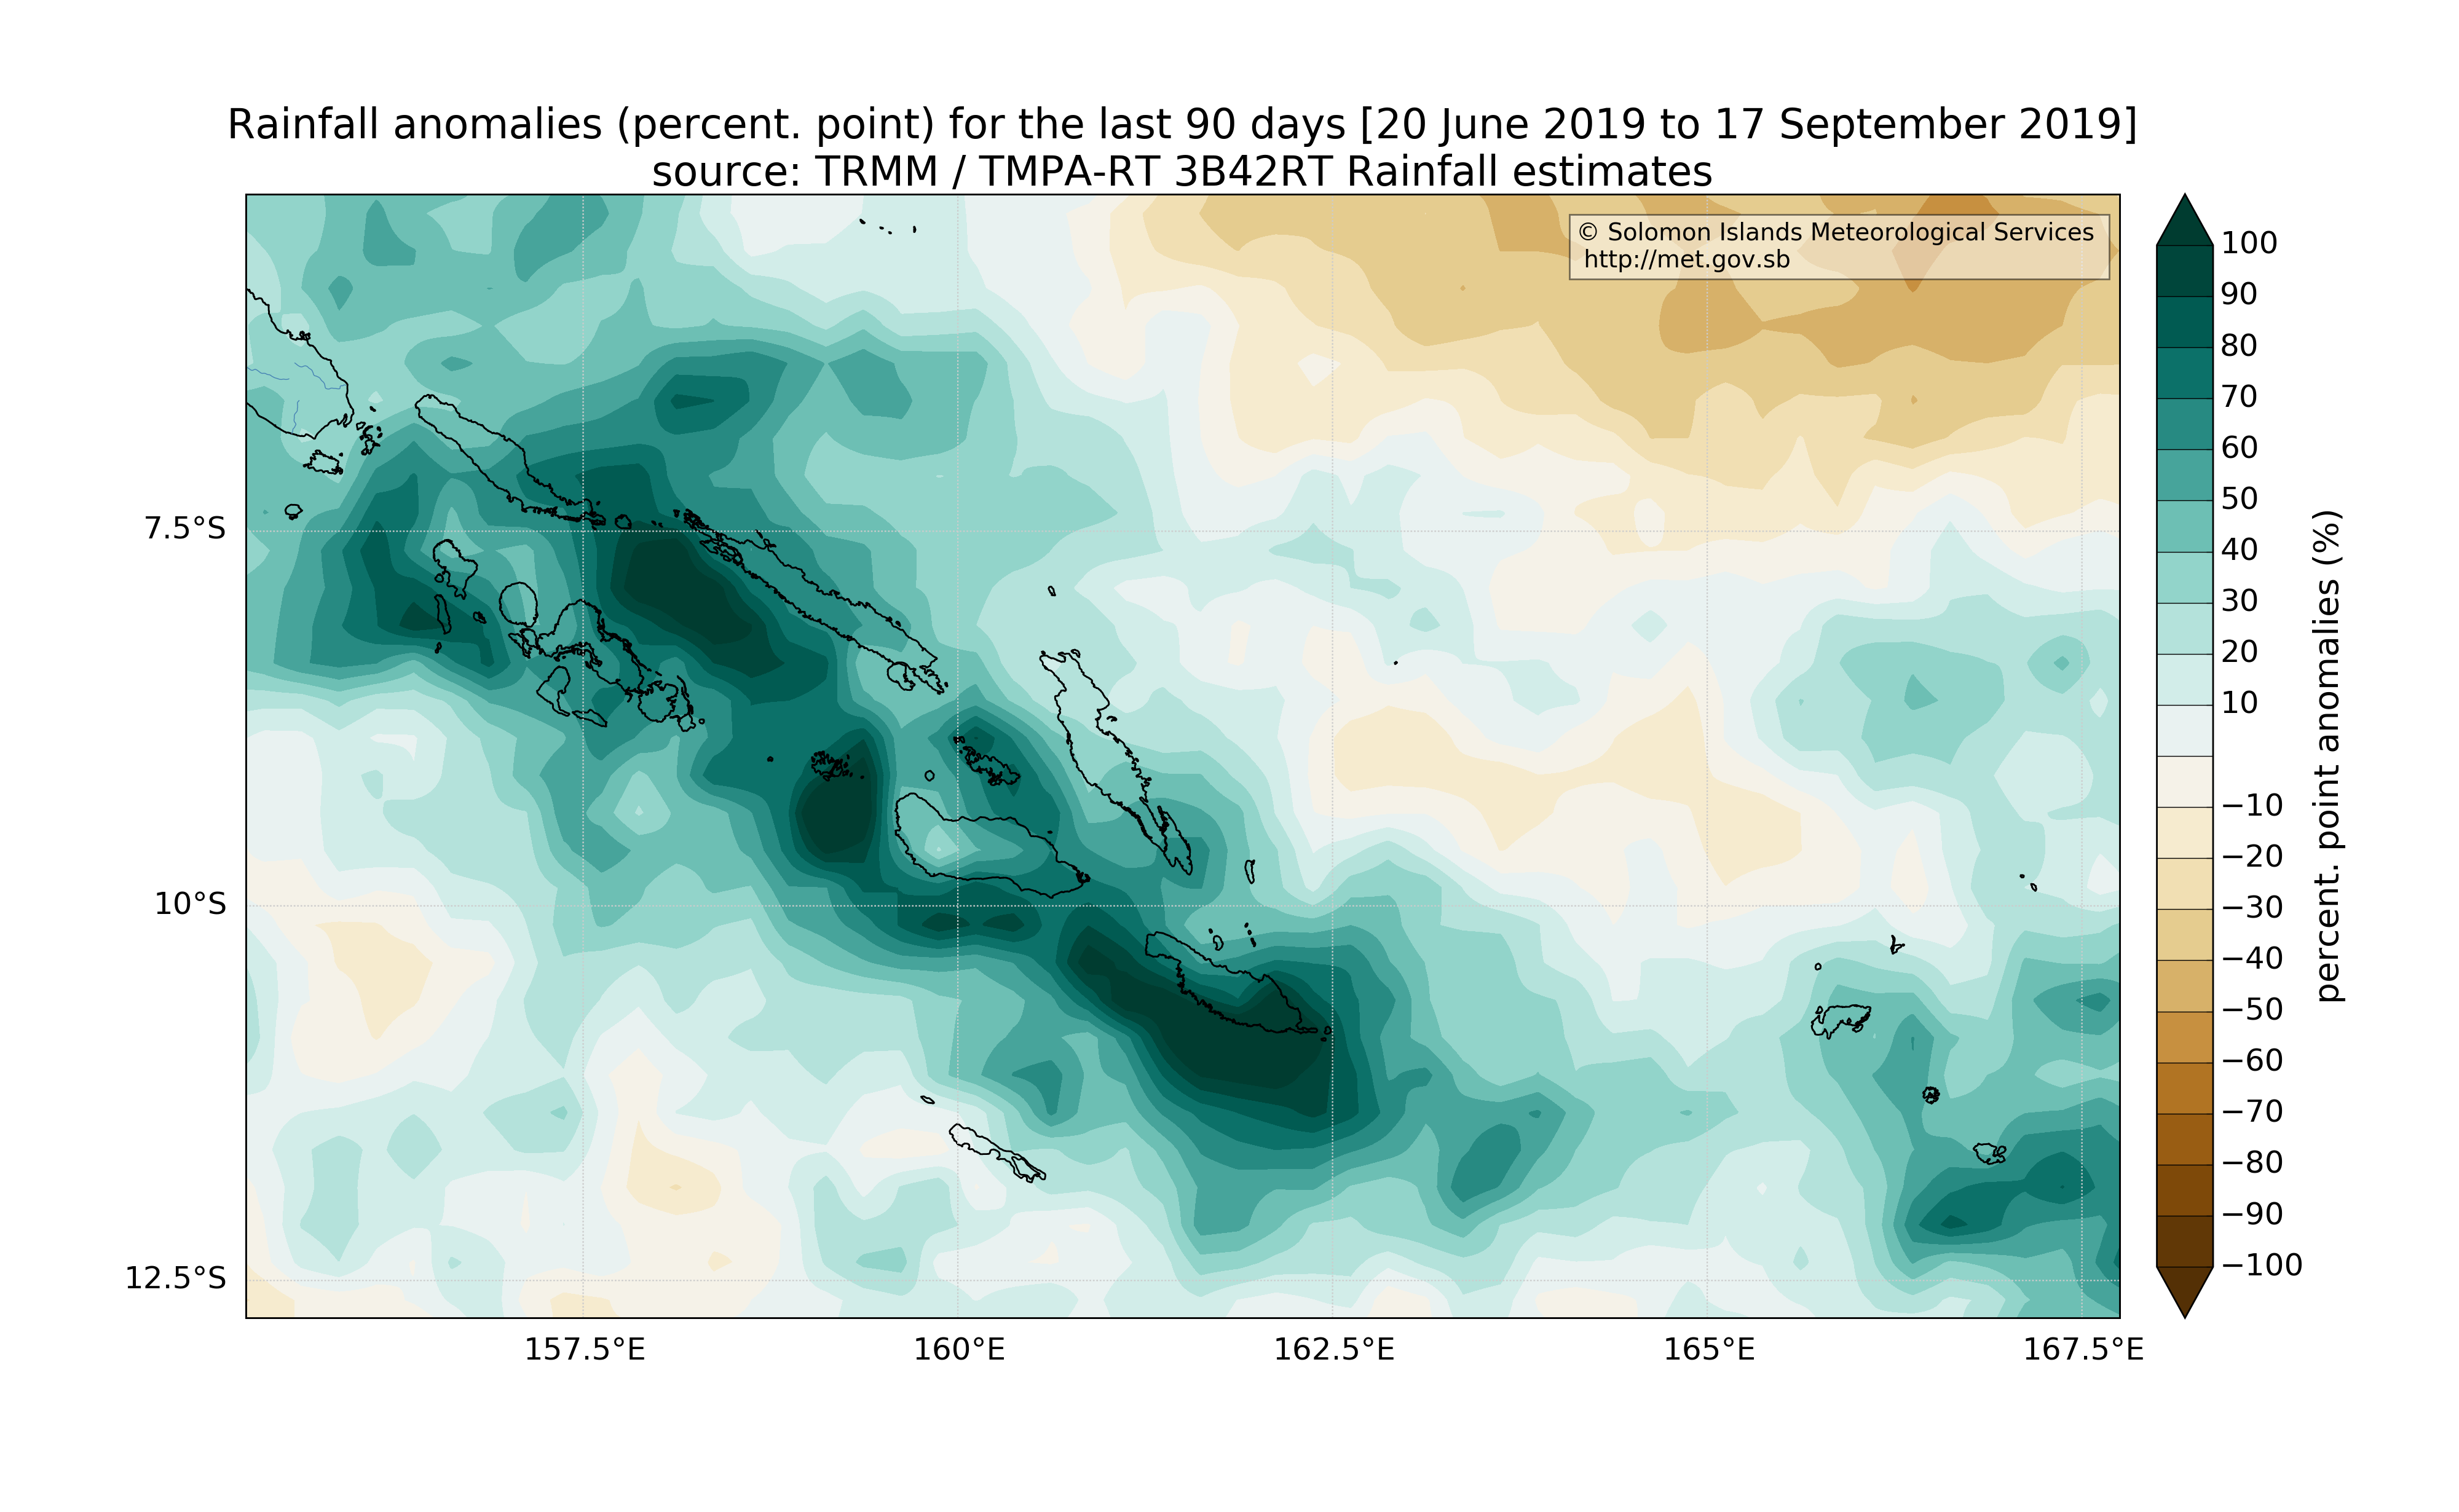 Rainfall anomalies (percent. point) for the last 90 days [20 June 2019 to 17 September 2019]
source: TRMM / TMPA-RT 3B42RT Rainfall estimates
© Solomon Islands Meteorological Services
http://met.gov.sb
7.5°S
10°S
12.5°S
157.5°E
160°E
162.5°E
165°E
167.5°E
100
90
80
70
60
50
40
30
20
10
−10
−20
−30
−40
−50
−60
−70
−80
−90
−100
percent. point anomalies (%)